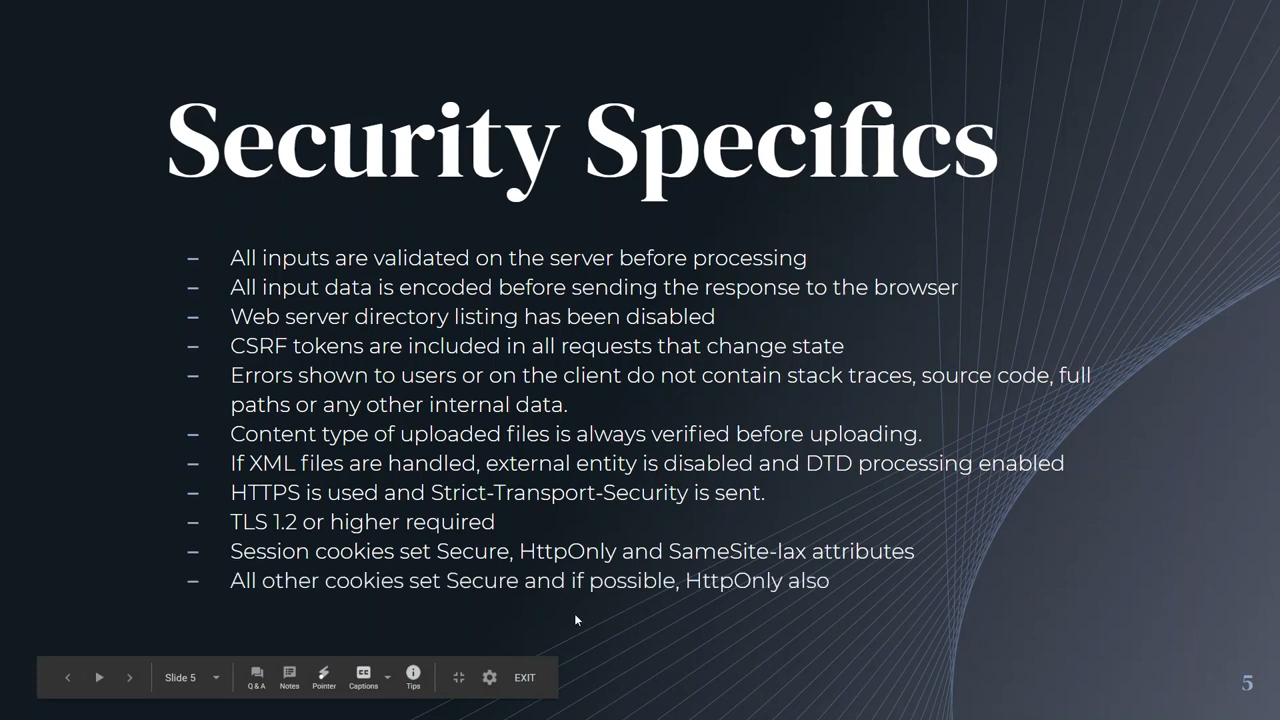 Security Specifics
– All inputs are validated on the server before processing
– All input data is encoded before sending the response to the browser
– Web server directory listing has been disabled
– CSRF tokens are included in all requests that change state
– Errors shown to users or on the client do not contain stack traces, source code, full
paths or any other internal data.
– Content type of uploaded files is always verified before uploading.
– If XML files are handled, external entity is disabled and DTD processing enabled
– HTTPS is used and Strict-Transport-Security is sent.
– TLS 1.2 or higher required
– Session cookies set Secure, HttpOnly and SameSite-lax attributes
– All other cookies set Secure and if possible, HttpOnly also
Slide 5
Q & A
Notes
Pointer
CC
Captions
Tips
EXIT
5